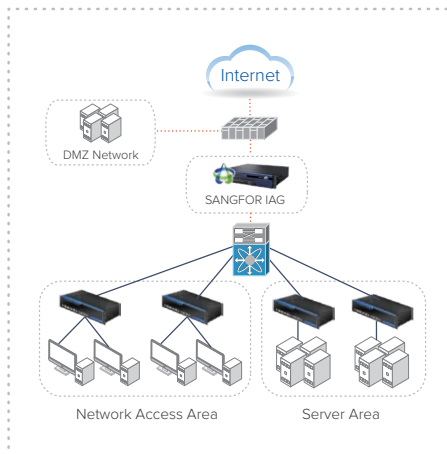 Internet
DMZ Network
SANGFOR IAG
Network Access Area
Server Area